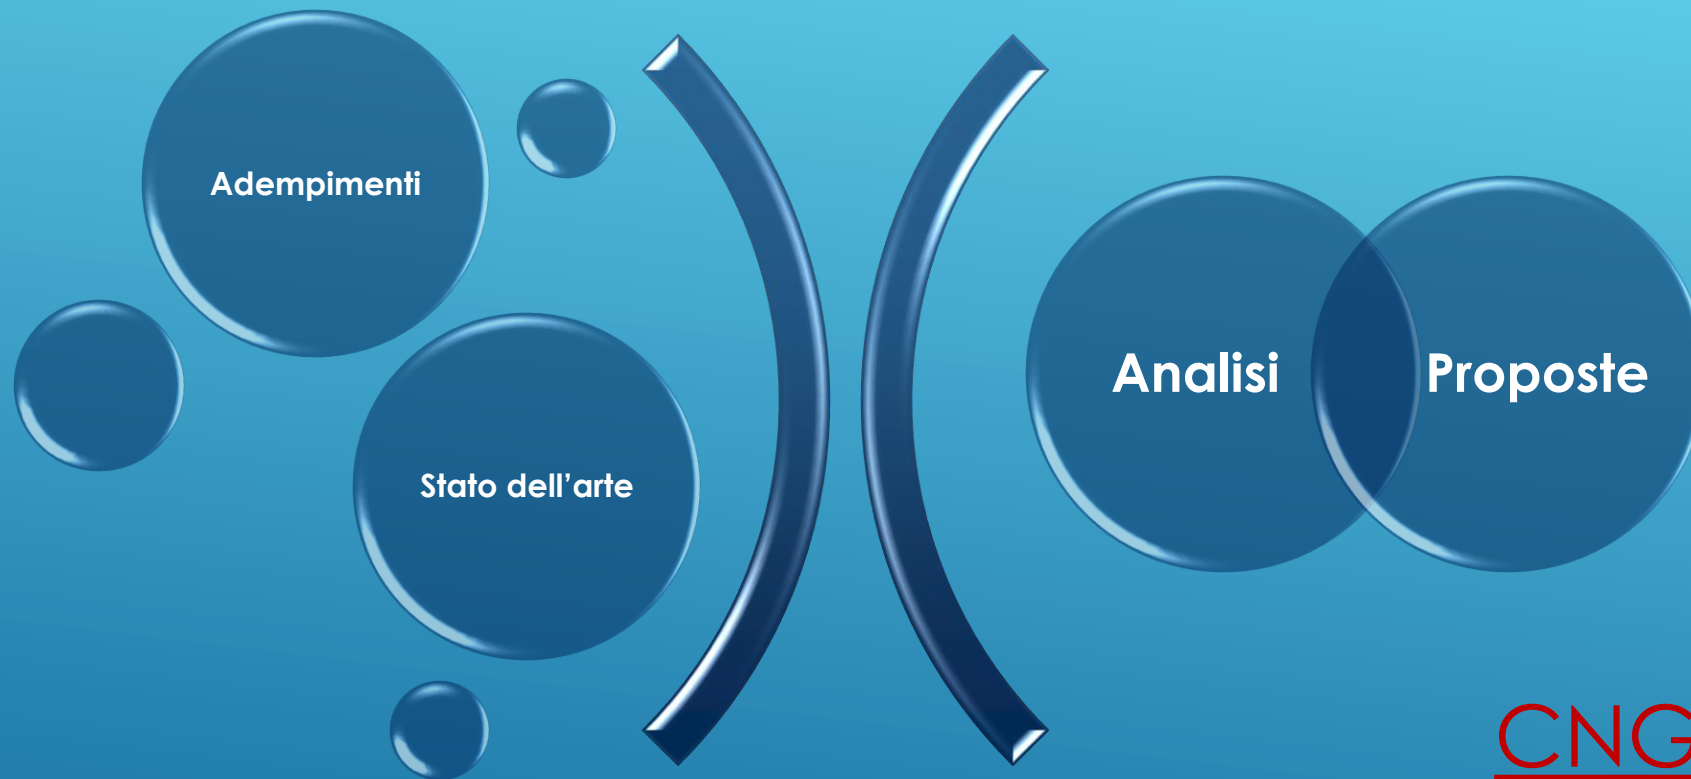 Adempimenti
Stato dell’arte
Analisi
Proposte
CNG